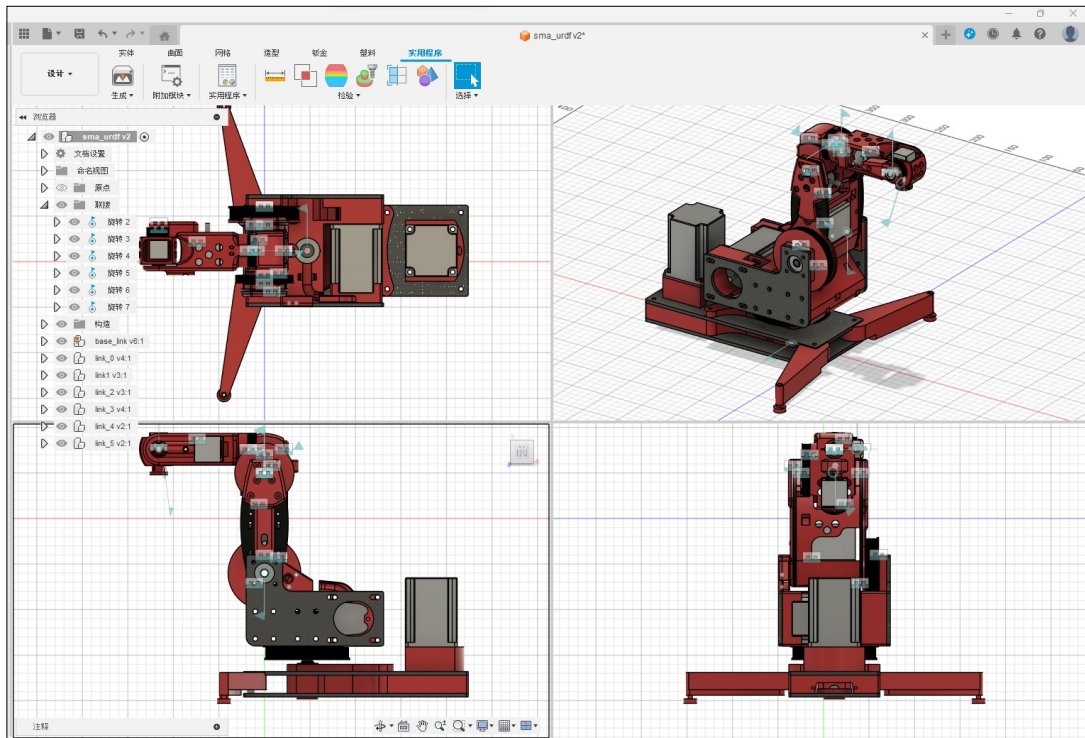 sma_urdf v2*
实体 曲面 网格 造型 钣金 塑料 实用程序
设计
生成 附加模块 实用程序 检验 选择
浏览器
sma_urdf v2
文档设置
命名视图
原点
联接
旋转 2
旋转 3
旋转 4
旋转 5
旋转 6
旋转 7
构造
base_link v6:1
link_0 v4:1
link1 v3:1
link_2 v3:1
link_3 v4:1
link_4 v2:1
link_5 v2:1
前
注释